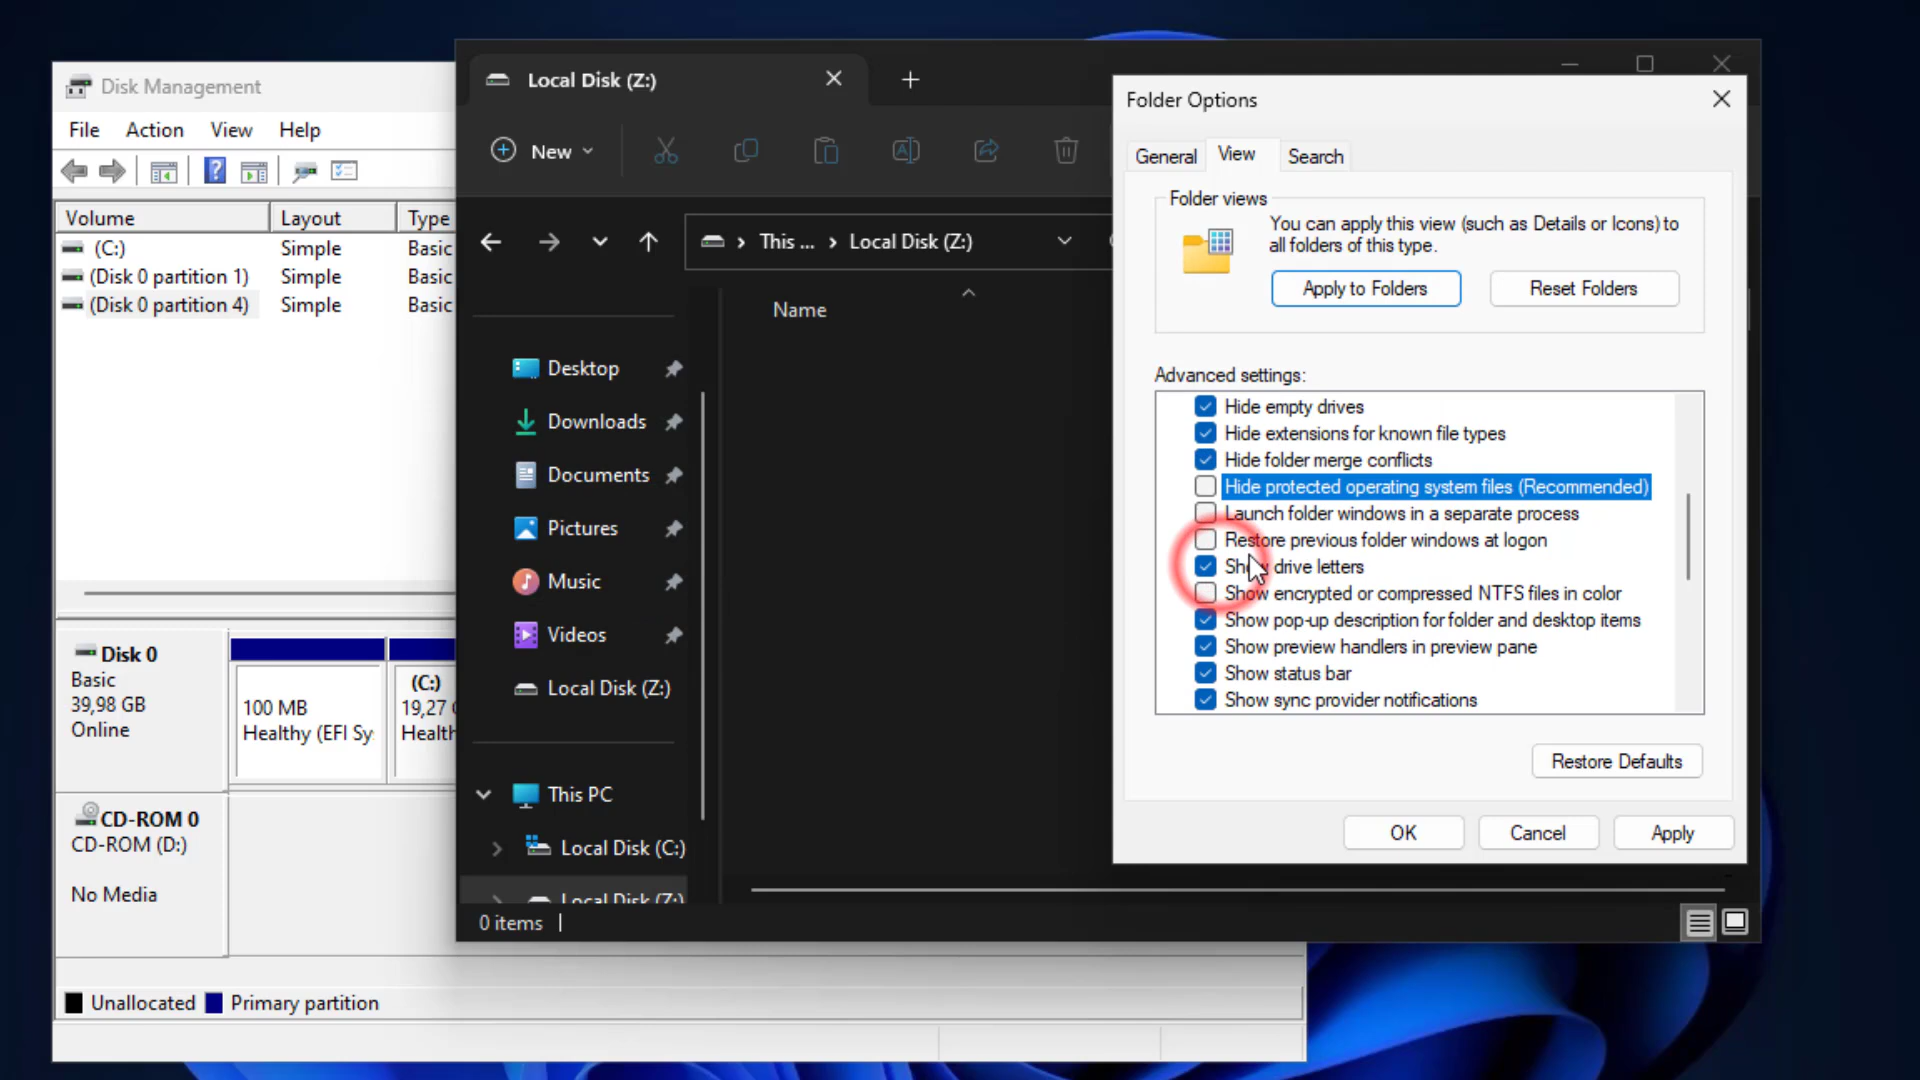 Disk Management
File Action View Help
Volume Layout Type
(C:) Simple Basic
(Disk 0 partition 1) Simple Basic
(Disk 0 partition 4) Simple Basic
Disk 0
Basic
39,98 GB
Online
100 MB
Healthy (EFI Sy
(C:)
19,27
Health
CD-ROM 0
CD-ROM (D:)
No Media
Unallocated Primary partition
Local Disk (Z:)
New
This ... Local Disk (Z:)
Name
Desktop
Downloads
Documents
Pictures
Music
Videos
Local Disk (Z:)
This PC
Local Disk (C:)
Local Disk (Z:)
0 items
Folder Options
General View Search
Folder views
You can apply this view (such as Details or Icons) to
all folders of this type.
Apply to Folders Reset Folders
Advanced settings:
Hide empty drives
Hide extensions for known file types
Hide folder merge conflicts
Hide protected operating system files (Recommended)
Launch folder windows in a separate process
Restore previous folder windows at logon
Show drive letters
Show encrypted or compressed NTFS files in color
Show pop-up description for folder and desktop items
Show preview handlers in preview pane
Show status bar
Show sync provider notifications
Restore Defaults
OK Cancel Apply